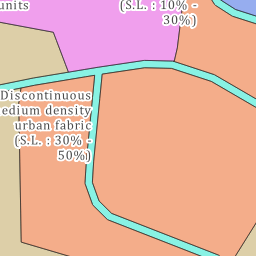 units
(S.L. : 10% -
30%)
Discontinuous
edium density
urban fabric
(S.L. : 30% -
50%)